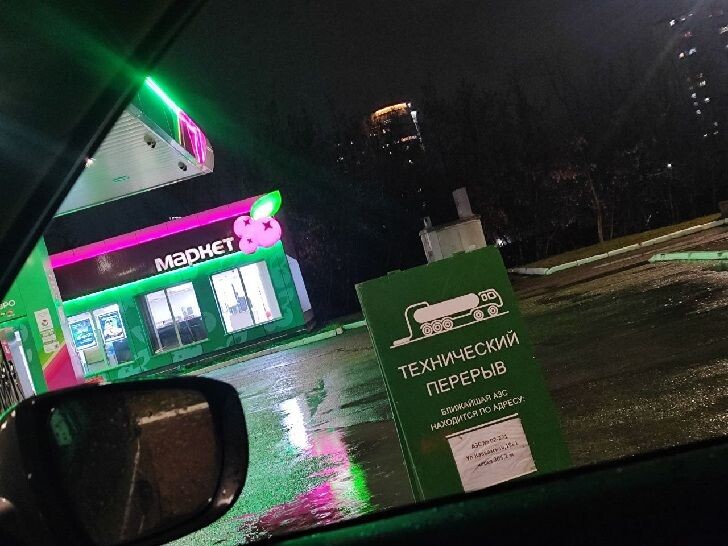 маркет
ТЕХНИЧЕСКИЙ
ПЕРЕРЫВ
БЛИЖАЙШАЯ АЗС
НАХОДИТСЯ ПО АДРЕСУ: